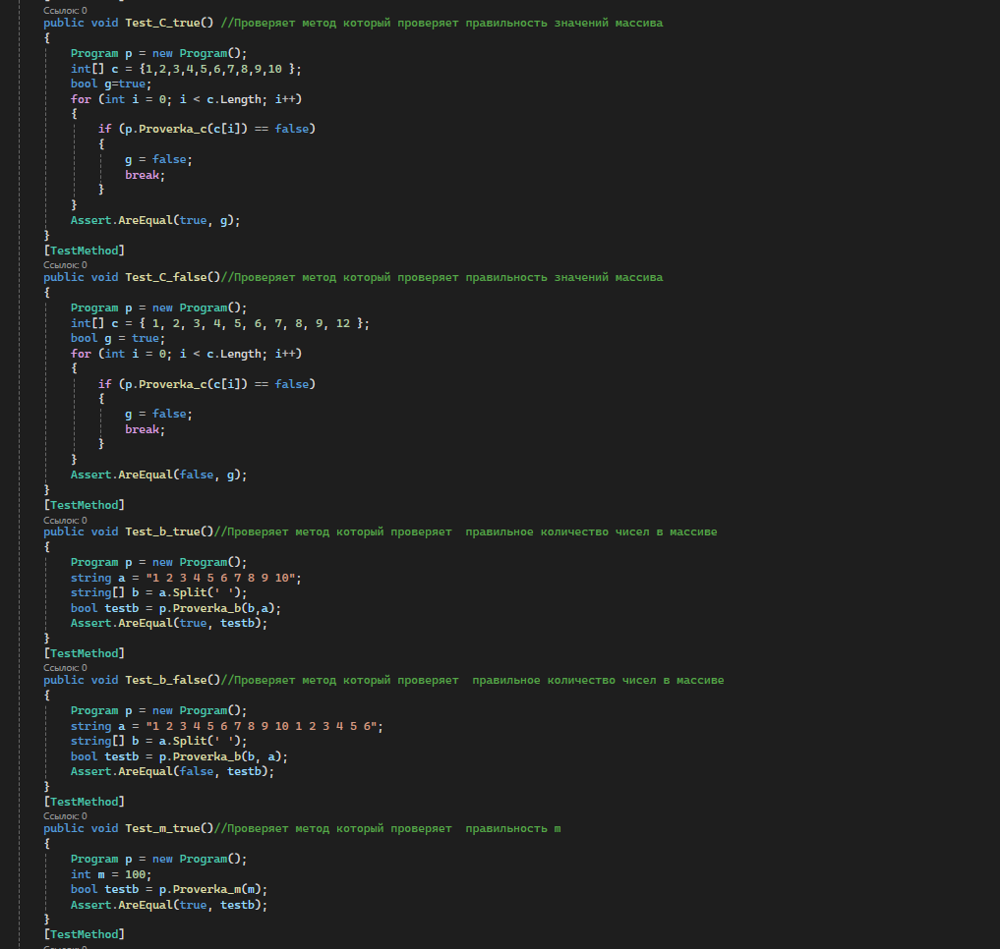 Ссылок: 0
public void Test_C_true() //Проверяет метод который проверяет правильность значений массива
{
Program p = new Program();
int[] c = {1,2,3,4,5,6,7,8,9,10 };
bool g=true;
for (int i = 0; i < c.Length; i++)
{
if (p.Proverka_c(c[i]) == false)
{
g = false;
break;
}
}
Assert.AreEqual(true, g);
}
[TestMethod]
Ссылок: 0
public void Test_C_false()//Проверяет метод который проверяет правильность значений массива
{
Program p = new Program();
int[] c = { 1, 2, 3, 4, 5, 6, 7, 8, 9, 12 };
bool g = true;
for (int i = 0; i < c.Length; i++)
{
if (p.Proverka_c(c[i]) == false)
{
g = false;
break;
}
}
Assert.AreEqual(false, g);
}
[TestMethod]
Ссылок: 0
public void Test_b_true()//Проверяет метод который проверяет  правильное количество чисел в массиве
{
Program p = new Program();
string a = "1 2 3 4 5 6 7 8 9 10";
string[] b = a.Split(' ');
bool testb = p.Proverka_b(b,a);
Assert.AreEqual(true, testb);
}
[TestMethod]
Ссылок: 0
public void Test_b_false()//Проверяет метод который проверяет  правильное количество чисел в массиве
{
Program p = new Program();
string a = "1 2 3 4 5 6 7 8 9 10 1 2 3 4 5 6";
string[] b = a.Split(' ');
bool testb = p.Proverka_b(b, a);
Assert.AreEqual(false, testb);
}
[TestMethod]
Ссылок: 0
public void Test_m_true()//Проверяет метод который проверяет  правильность m
{
Program p = new Program();
int m = 100;
bool testb = p.Proverka_m(m);
Assert.AreEqual(true, testb);
}
[TestMethod]